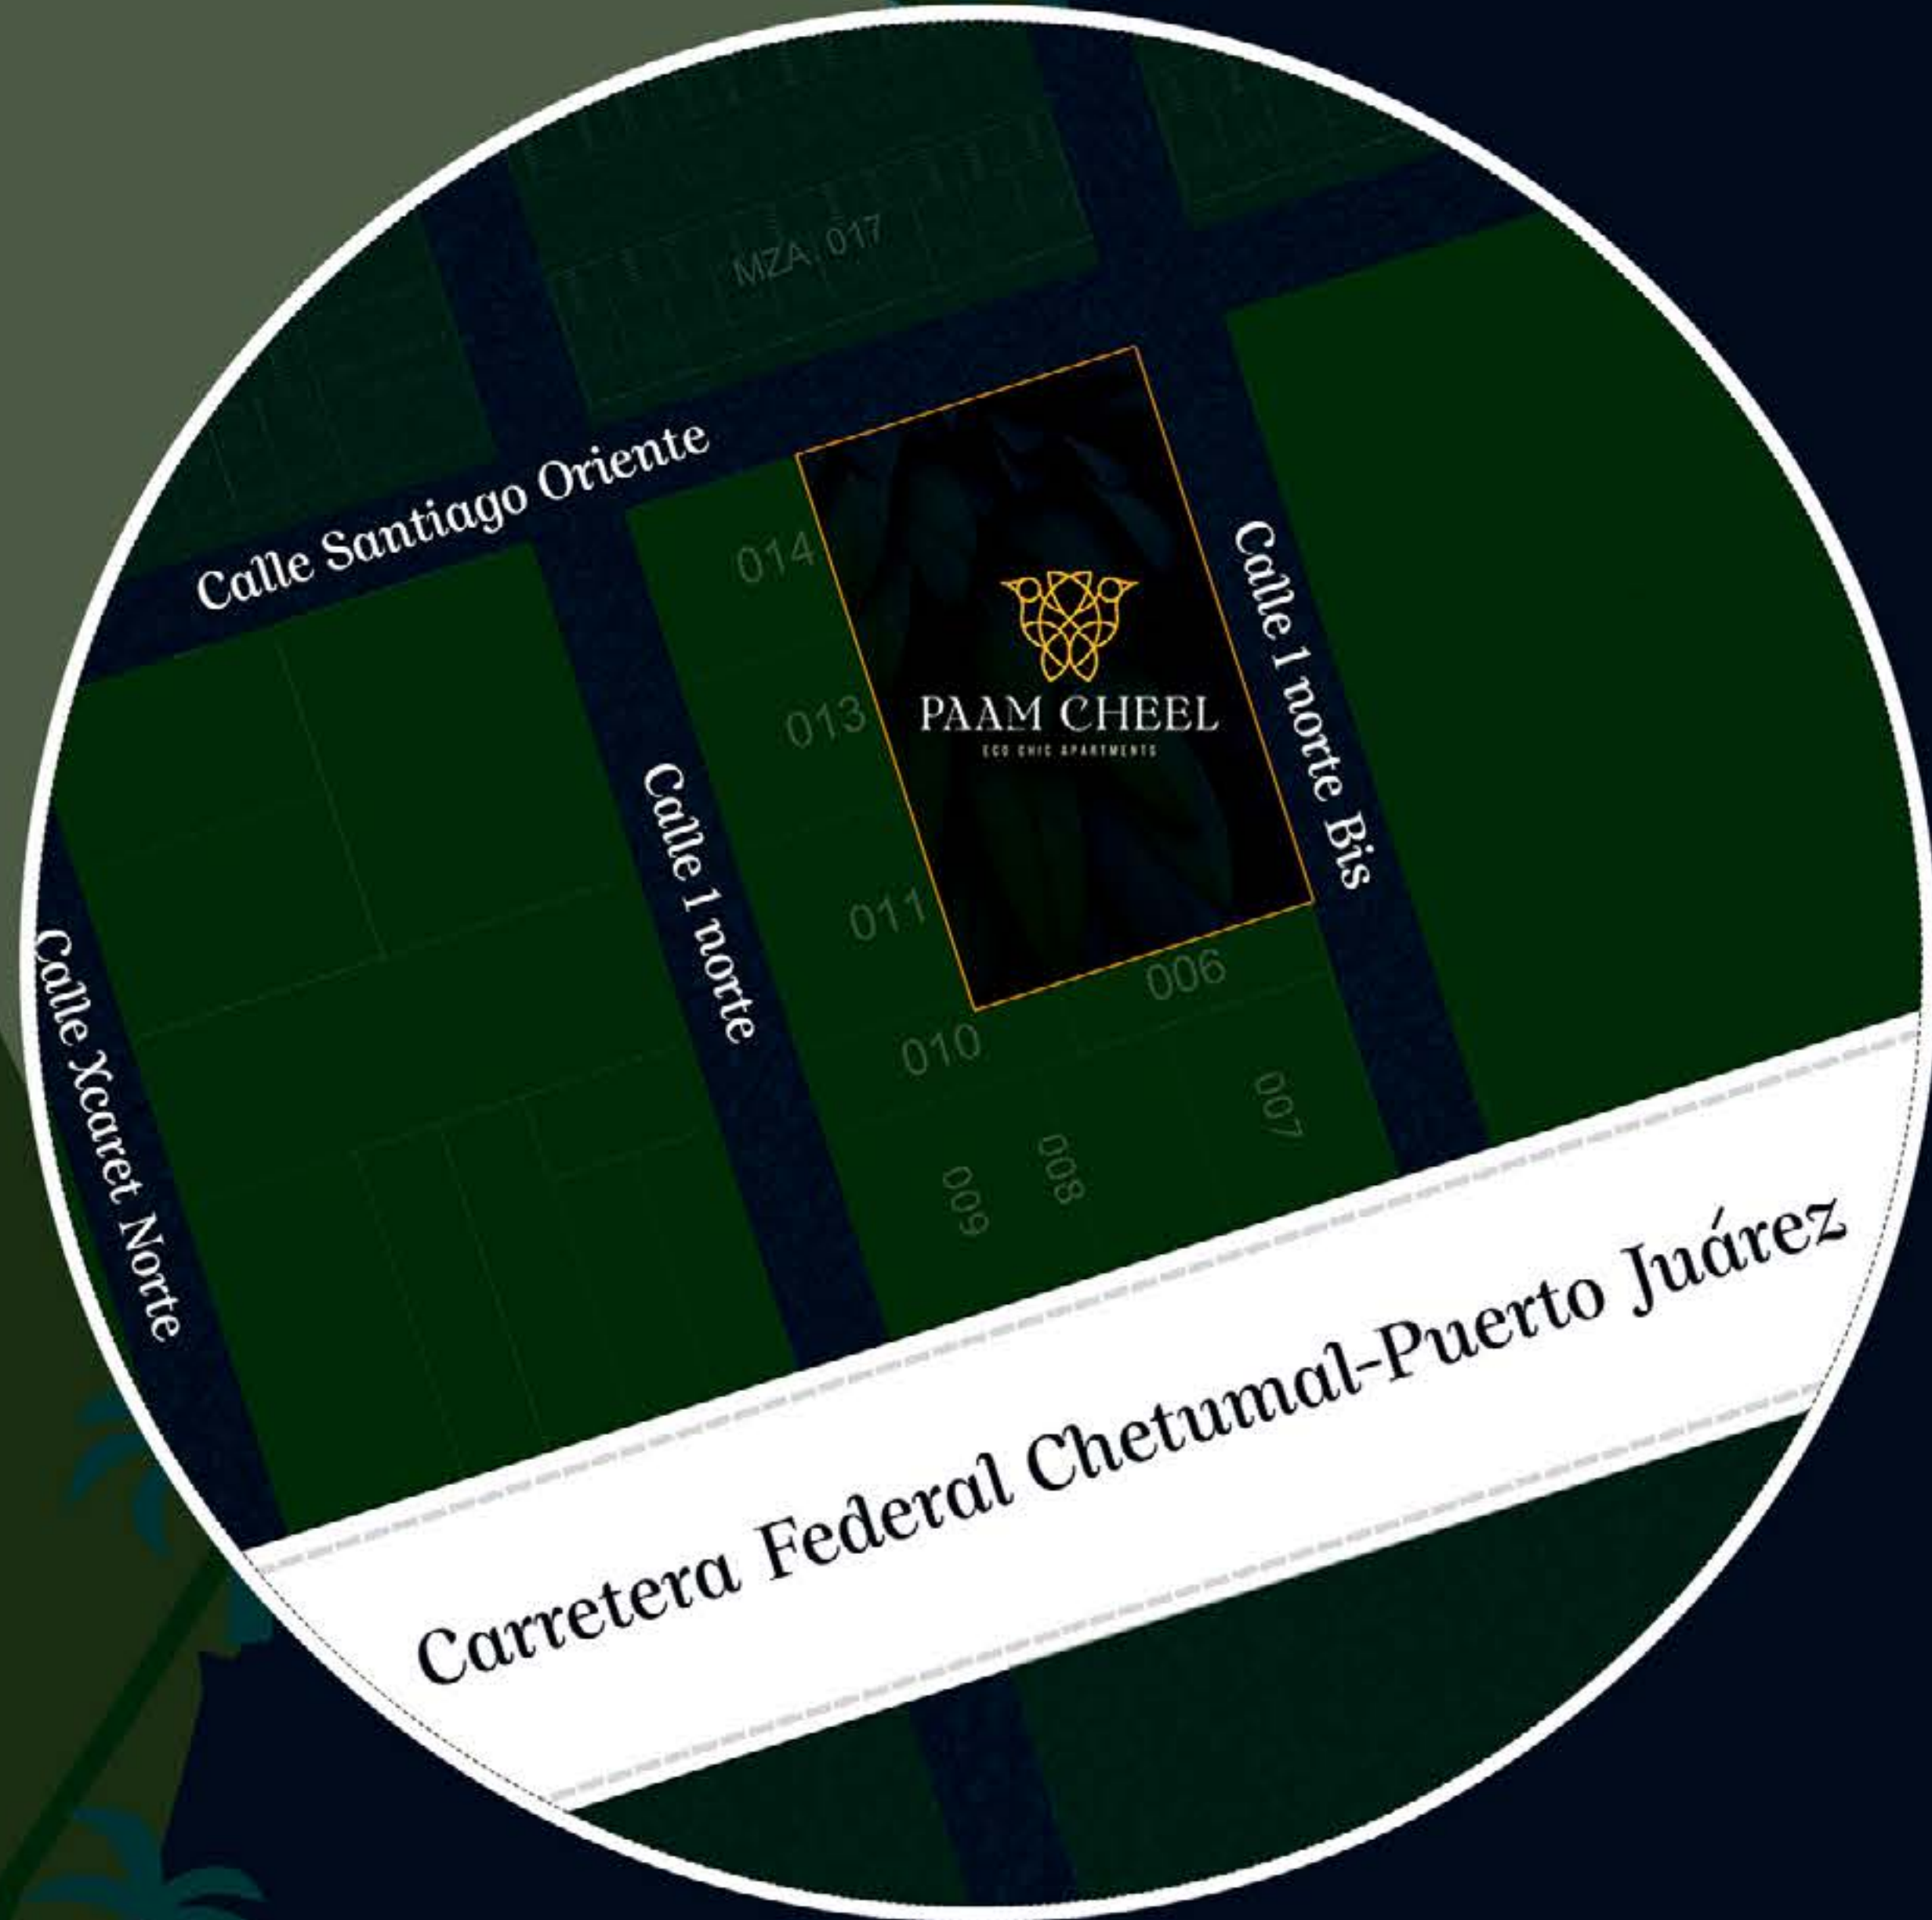 MZA. 017
Calle Santiago Oriente
014
013
011
010
009
008
007
006
PAAM CHEEL
ECO CHIC APARTMENTS
Calle 1 norte Bis
Calle 1 norte
Calle Xcaret Norte
Carretera Federal Chetumal-Puerto Juárez